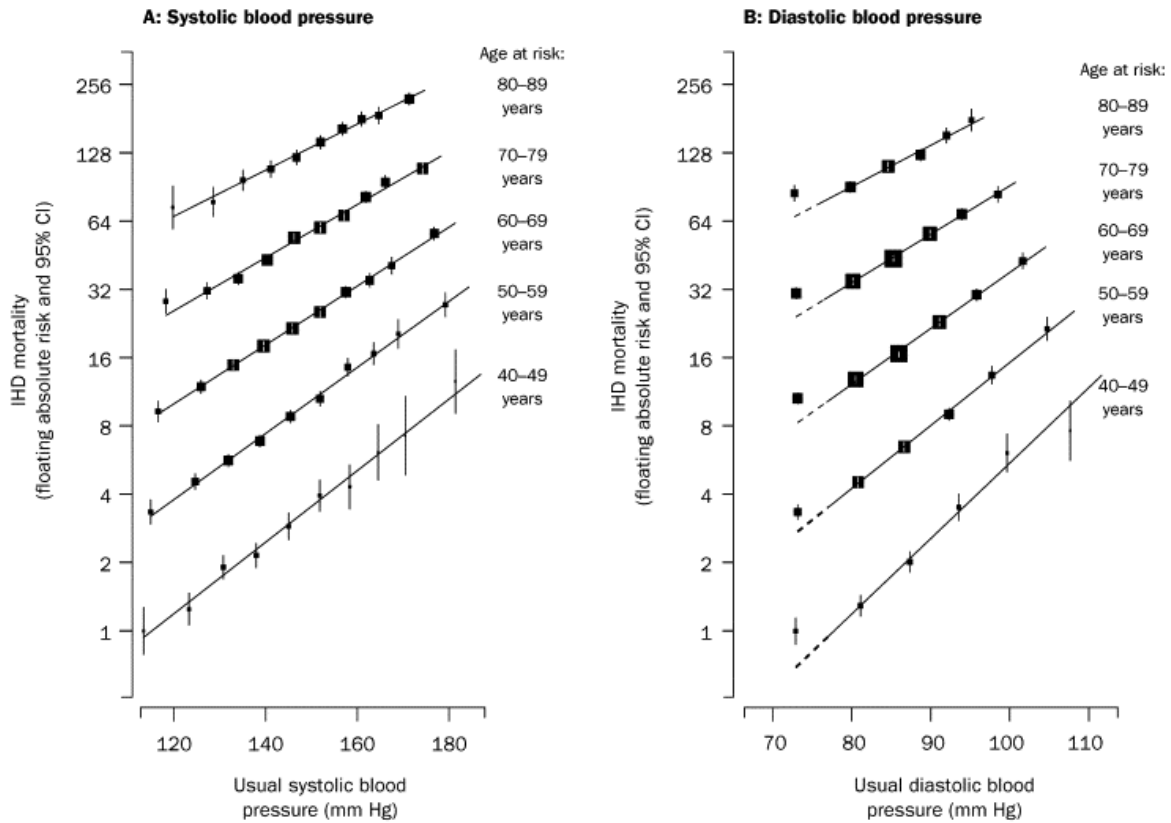 A: Systolic blood pressure
Age at risk:
256
128
64
32
16
8
4
2
1
IHD mortality
(floating absolute risk and 95% CI)
80–89
years
70–79
years
60–69
years
50–59
years
40–49
years
120 140 160 180
Usual systolic blood
pressure (mm Hg)
B: Diastolic blood pressure
Age at risk:
256
128
64
32
16
8
4
2
1
IHD mortality
(floating absolute risk and 95% CI)
80–89
years
70–79
years
60–69
years
50–59
years
40–49
years
70 80 90 100 110
Usual diastolic blood
pressure (mm Hg)